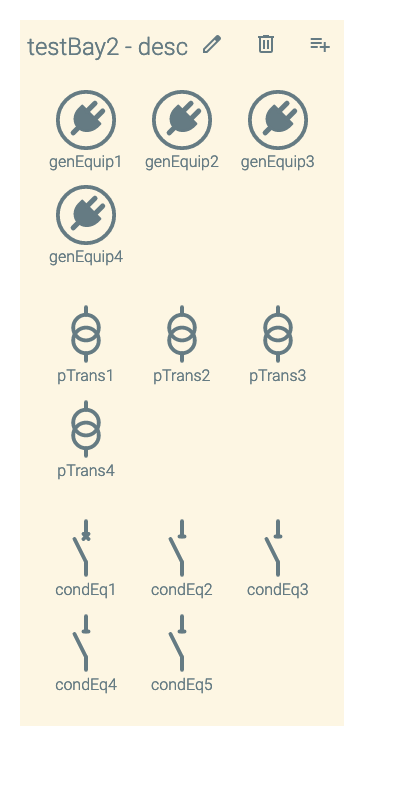 testBay2 - desc
genEquip1 genEquip2 genEquip3
genEquip4
pTrans1 pTrans2 pTrans3
pTrans4
condEq1 condEq2 condEq3
condEq4 condEq5